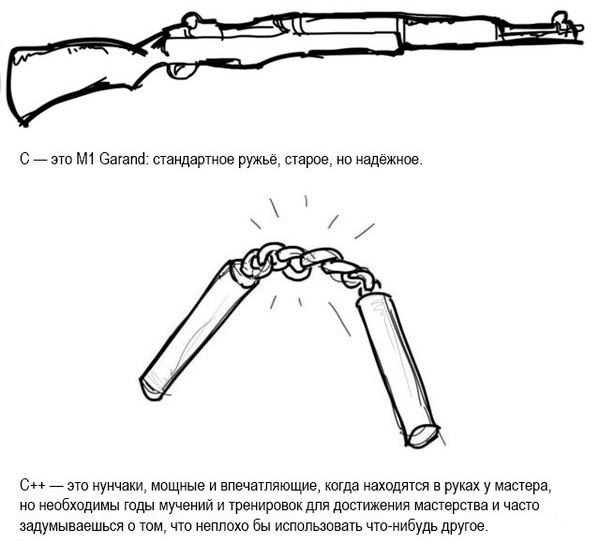 C — это M1 Garand: стандартное ружьё, старое, но надёжное.
C++ — это нунчаки, мощные и впечатляющие, когда находятся в руках у мастера,
но необходимы годы мучений и тренировок для достижения мастерства и часто
задумываешься о том, что неплохо бы использовать что-нибудь другое.